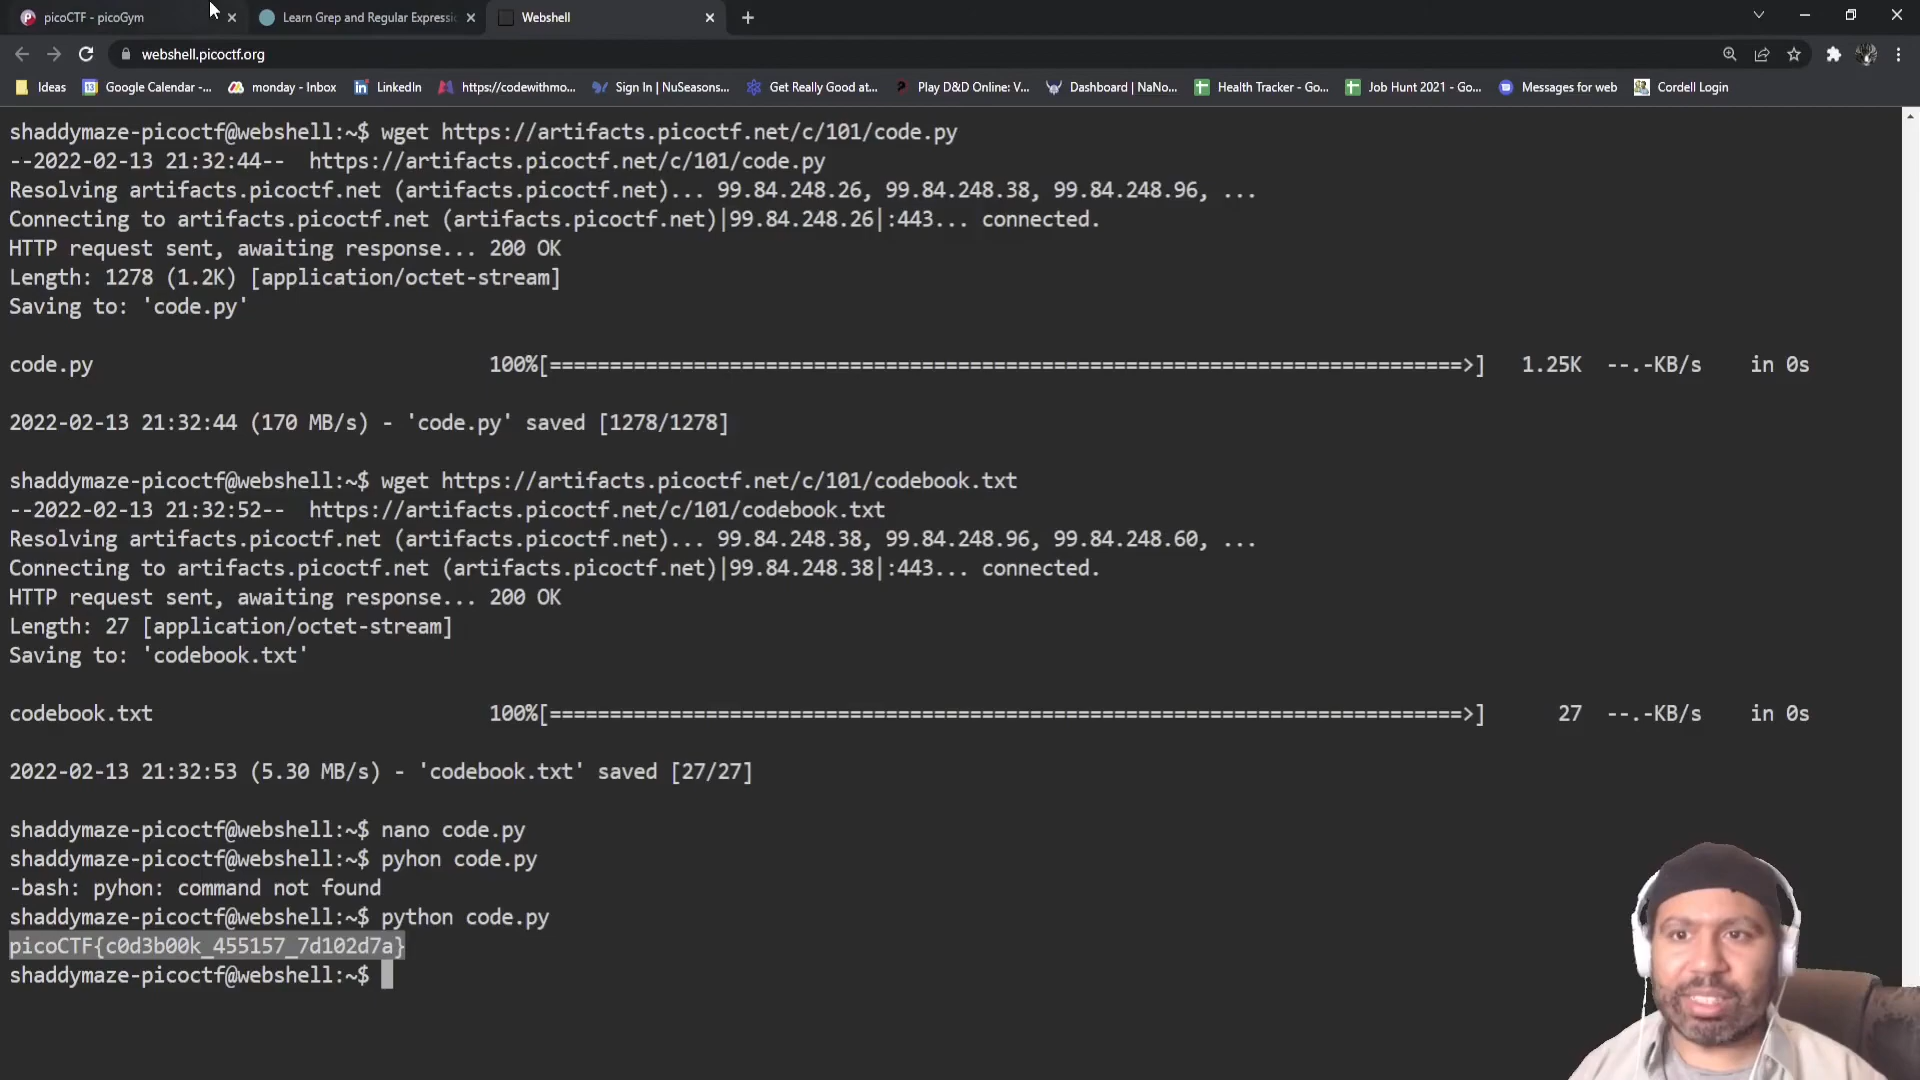 picoCTF - picoGym
Learn Grep and Regular Expressi
Webshell
webshell.picoctf.org
Ideas
Google Calendar -...
monday - Inbox
LinkedIn
https://codewithmo...
Sign In | NuSeasons...
Get Really Good at...
Play D&D Online: V...
Dashboard | NaNo...
Health Tracker - Go...
Job Hunt 2021 - Go...
Messages for web
Cordell Login
shaddymaze-picoctf@webshell:~$ wget https://artifacts.picoctf.net/c/101/code.py
--2022-02-13 21:32:44-- https://artifacts.picoctf.net/c/101/code.py
Resolving artifacts.picoctf.net (artifacts.picoctf.net)... 99.84.248.26, 99.84.248.38, 99.84.248.96, ...
Connecting to artifacts.picoctf.net (artifacts.picoctf.net)|99.84.248.26|:443... connected.
HTTP request sent, awaiting response... 200 OK
Length: 1278 (1.2K) [application/octet-stream]
Saving to: 'code.py'
code.py 100%[============================================================================>] 1.25K --.-KB/s in 0s
2022-02-13 21:32:44 (170 MB/s) - 'code.py' saved [1278/1278]
shaddymaze-picoctf@webshell:~$ wget https://artifacts.picoctf.net/c/101/codebook.txt
--2022-02-13 21:32:52-- https://artifacts.picoctf.net/c/101/codebook.txt
Resolving artifacts.picoctf.net (artifacts.picoctf.net)... 99.84.248.38, 99.84.248.96, 99.84.248.60, ...
Connecting to artifacts.picoctf.net (artifacts.picoctf.net)|99.84.248.38|:443... connected.
HTTP request sent, awaiting response... 200 OK
Length: 27 [application/octet-stream]
Saving to: 'codebook.txt'
codebook.txt 100%[============================================================================>] 27 --.-KB/s in 0s
2022-02-13 21:32:53 (5.30 MB/s) - 'codebook.txt' saved [27/27]
shaddymaze-picoctf@webshell:~$ nano code.py
shaddymaze-picoctf@webshell:~$ pyhon code.py
-bash: pyhon: command not found
shaddymaze-picoctf@webshell:~$ python code.py
picoCTF{c0d3b00k_455157_7d102d7a}
shaddymaze-picoctf@webshell:~$